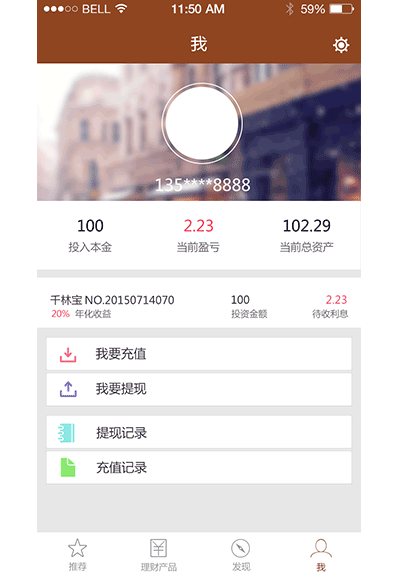 BELL 11:50 AM 59%
我
135****8888
100 2.23 102.29
投入本金 当前盈亏 当前总资产
千林宝 NO.20150714070 100 2.23
20% 年化收益 投资金额 待收利息
我要充值
我要提现
提现记录
充值记录
推荐 理财产品 发现 我